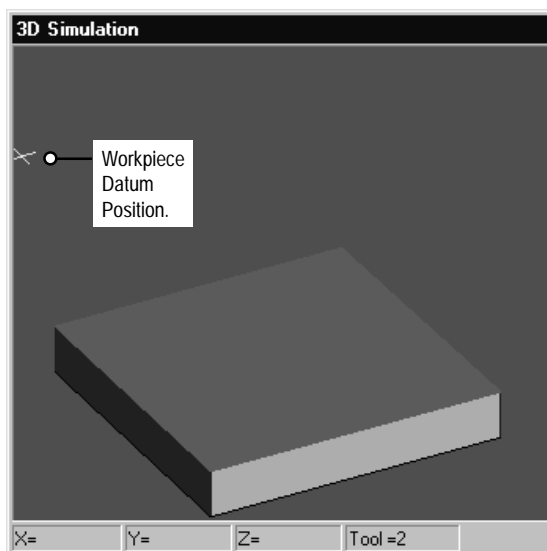 3D Simulation
Workpiece
Datum
Position.
X= Y= Z= Tool =2